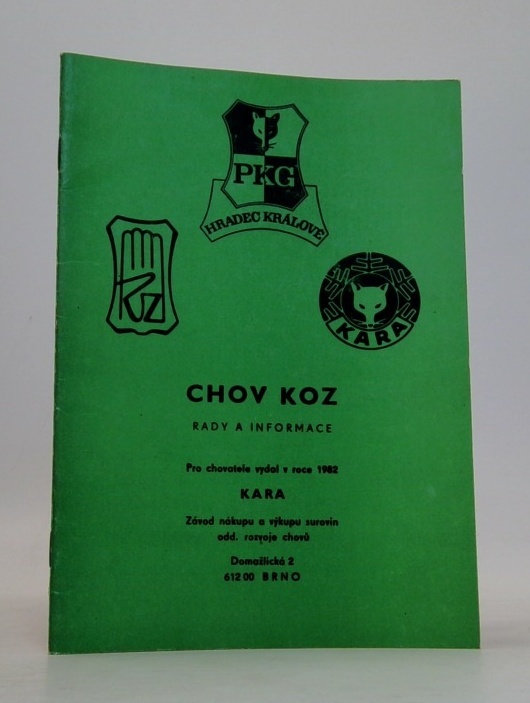 PKG
HRADEC KRÁLOVÉ
KZ
KARA
CHOV KOZ
RADY A INFORMACE
Pro chovatele vydal v roce 1982
KARA
Závod nákupu a výkupu surovin
odd. rozvoje chovů
Domažlická 2
612 00 BRNO